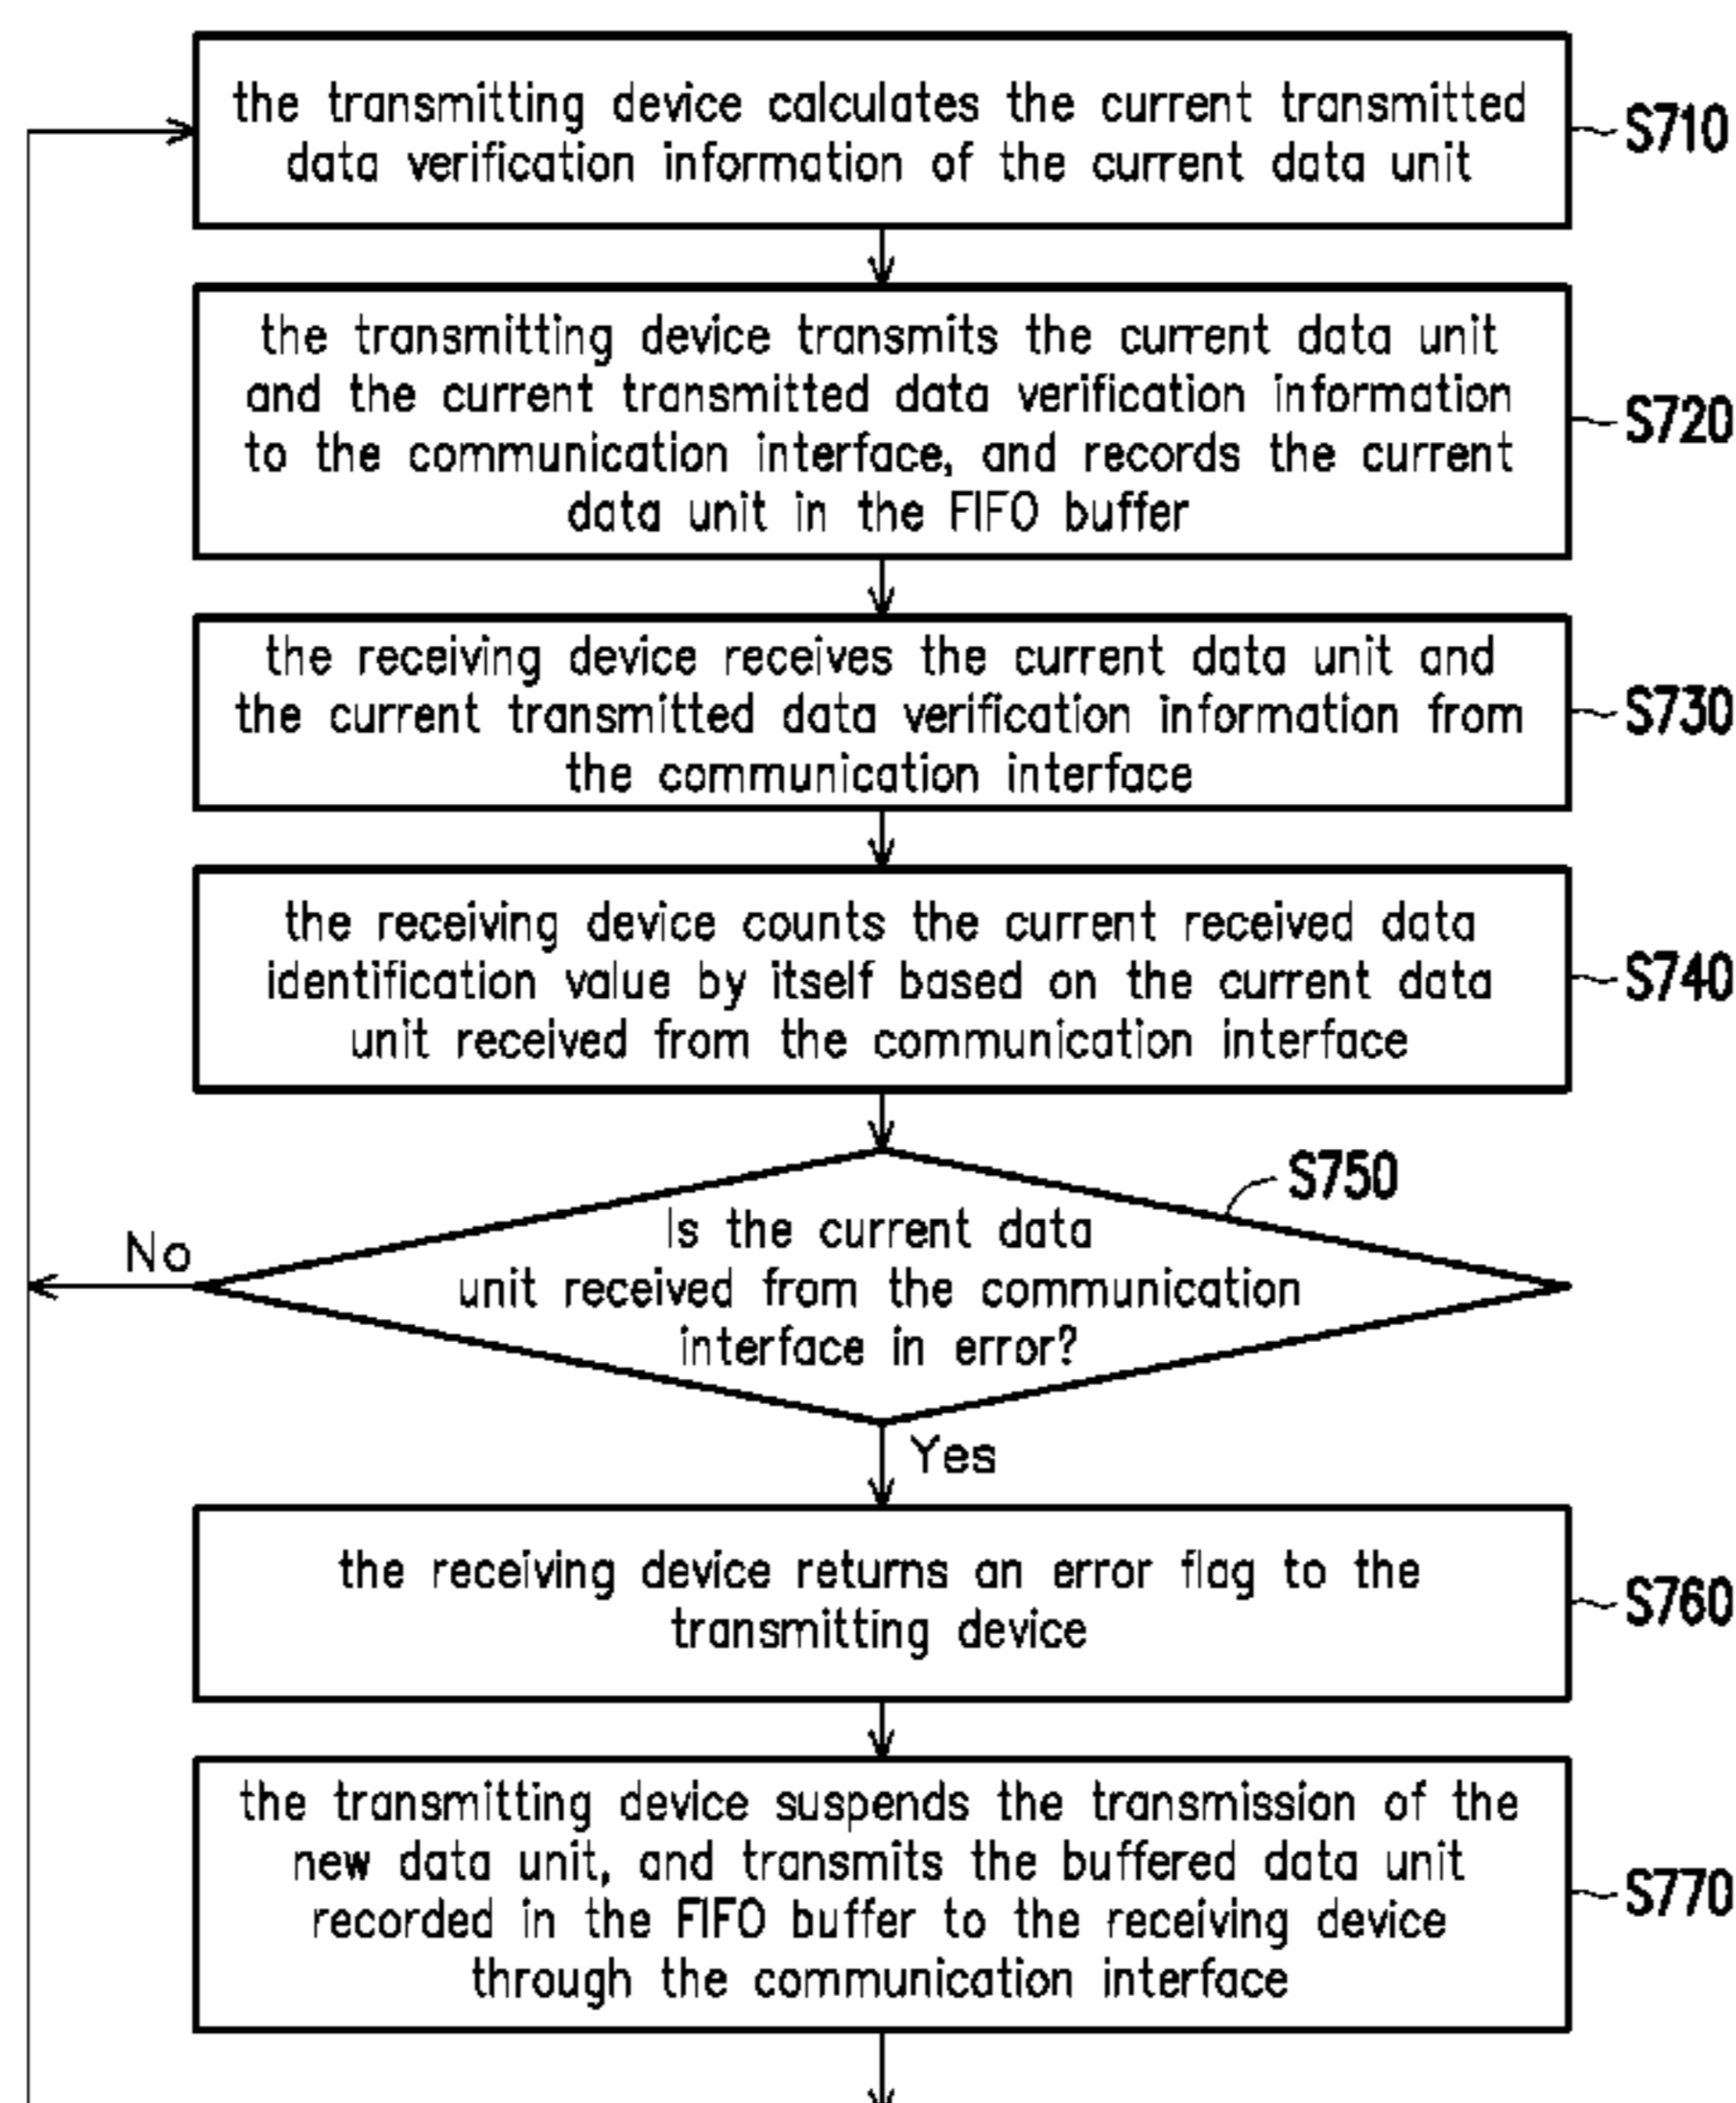 the transmitting device calculates the current transmitted
data verification information of the current data unit
S710
the transmitting device transmits the current data unit
and the current transmitted data verification information
to the communication interface, and records the current
data unit in the FIFO buffer
S720
the receiving device receives the current data unit and
the current transmitted data verification information from
the communication interface
S730
the receiving device counts the current received data
identification value by itself based on the current data
unit received from the communication interface
S740
S750
Is the current data
unit received from the communication
interface in error?
No
Yes
the receiving device returns an error flag to the
transmitting device
S760
the transmitting device suspends the transmission of the
new data unit, and transmits the buffered data unit
recorded in the FIFO buffer to the receiving device
through the communication interface
S770